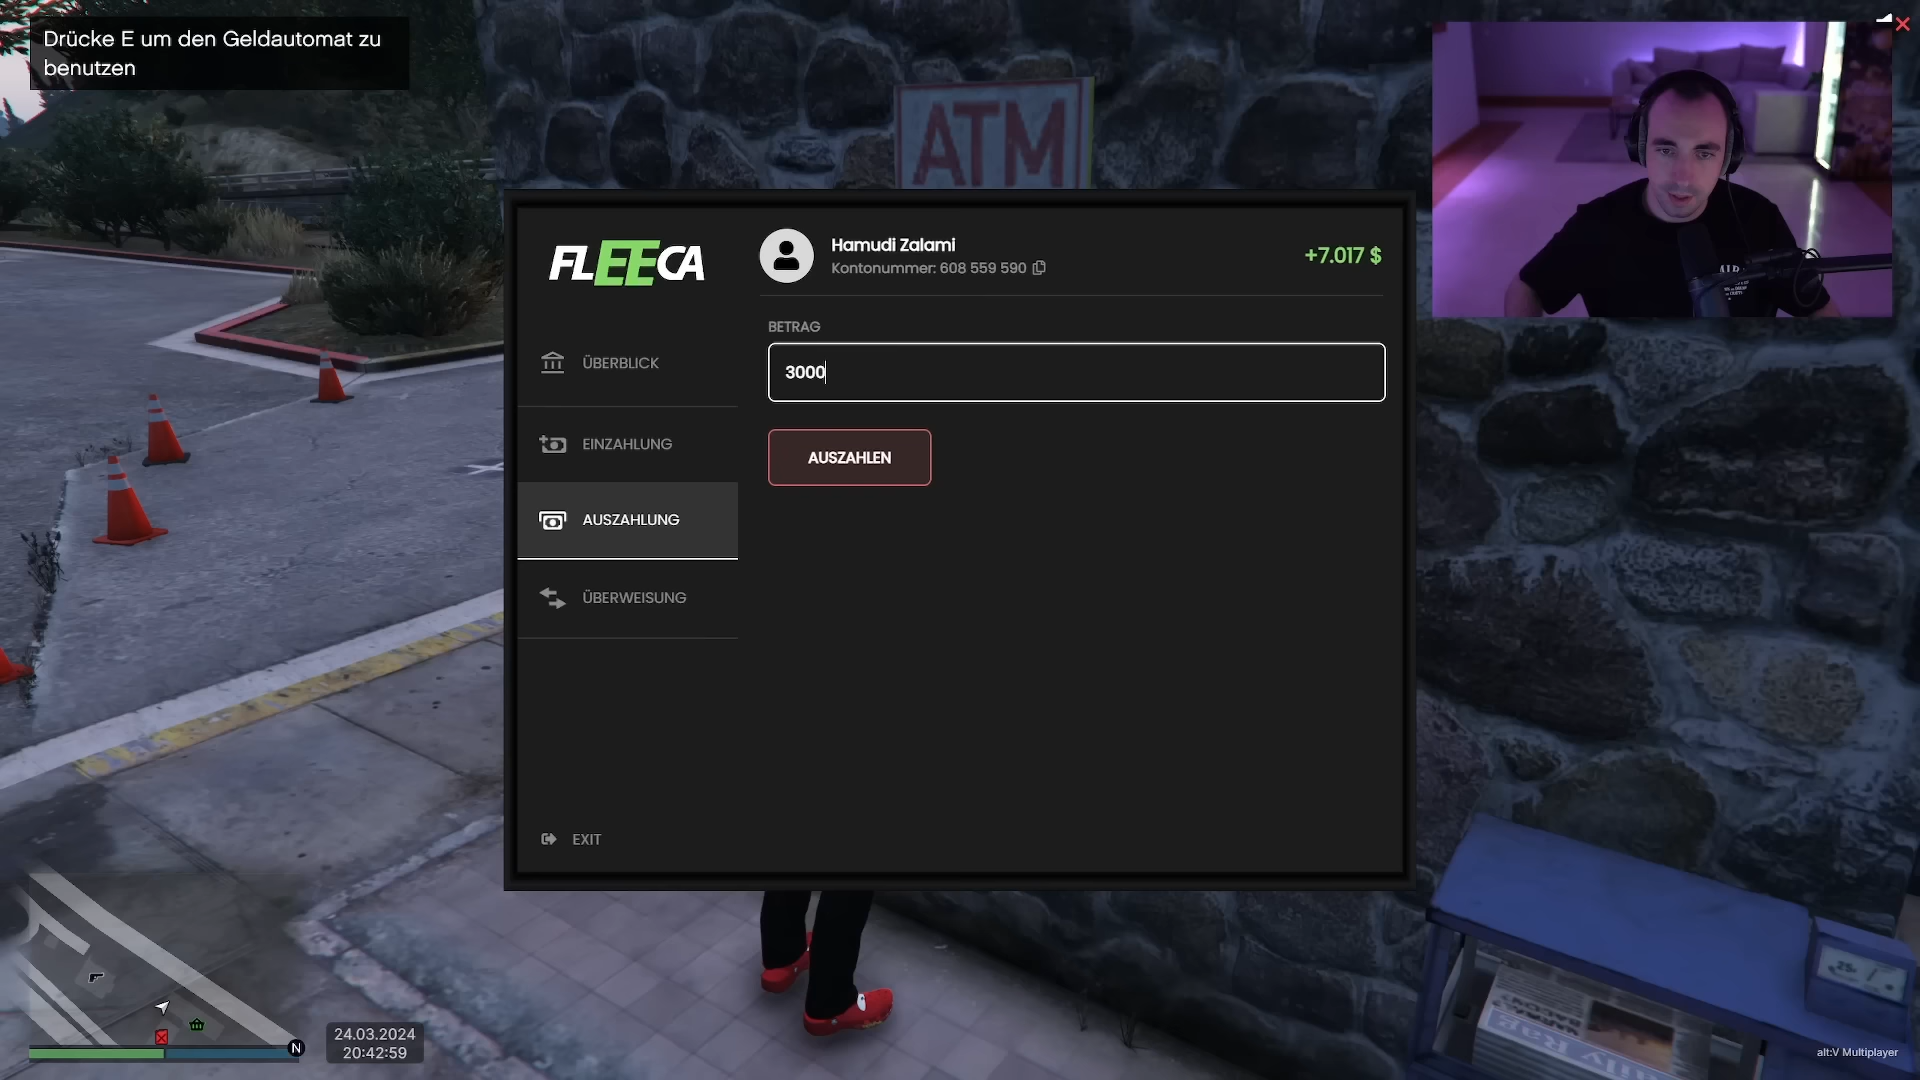 Drücke E um den Geldautomat zu
benutzen
ATM
FLEECA
Hamudi Zalami
Kontonummer: 608 559 590
+7.017 $
BETRAG
3000
AUSZAHLEN
ÜBERBLICK
EINZAHLUNG
AUSZAHLUNG
ÜBERWEISUNG
EXIT
N
24.03.2024
20:42:59
alt:V Multiplayer